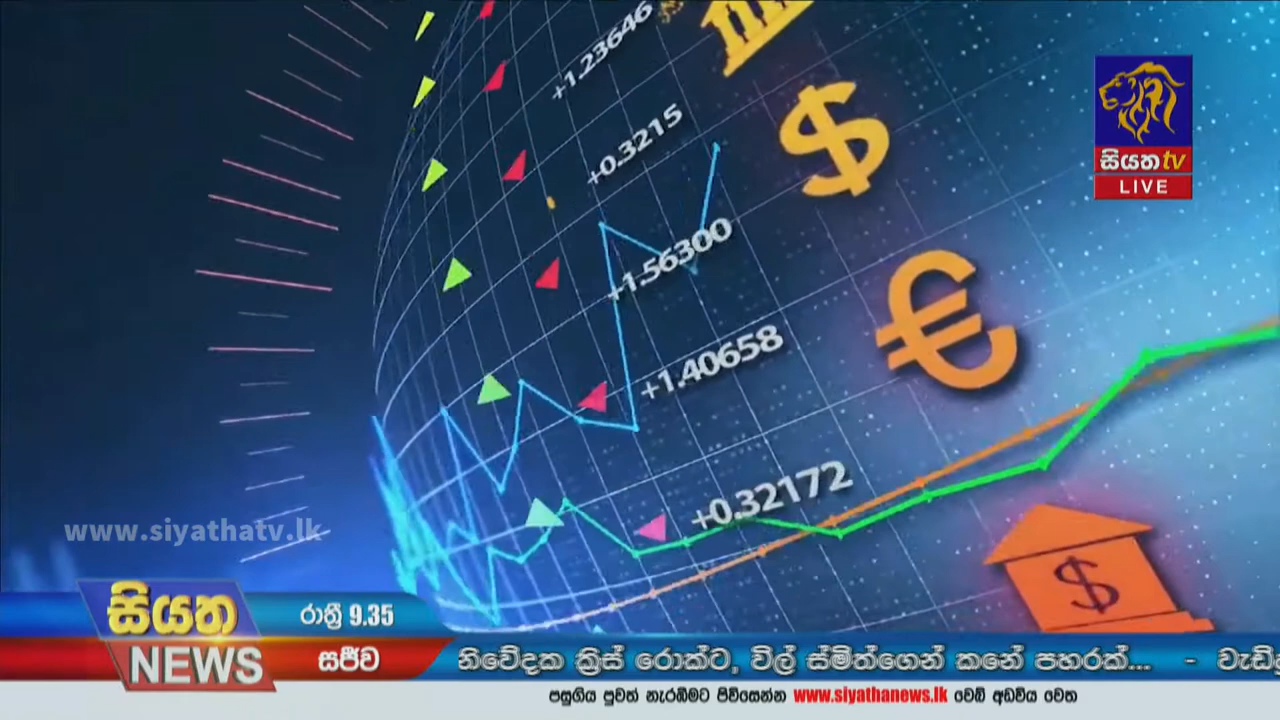 +1.23646
$
+0.3215
සියත tv
LIVE
+1.56300
€
+1.40658
+0.32172
$
www.siyathatv.lk
සියත
රාත්‍රී 9.35
NEWS
සජීව
නිවේදක ක්‍රිස් රොක්ට, විල් ස්මිත්ගෙන් කනේ පහරක්... -
පසුගිය පුවත් නැරඹීමට පිවිසෙන්න www.siyathanews.lk වෙබ් අඩවිය වෙත